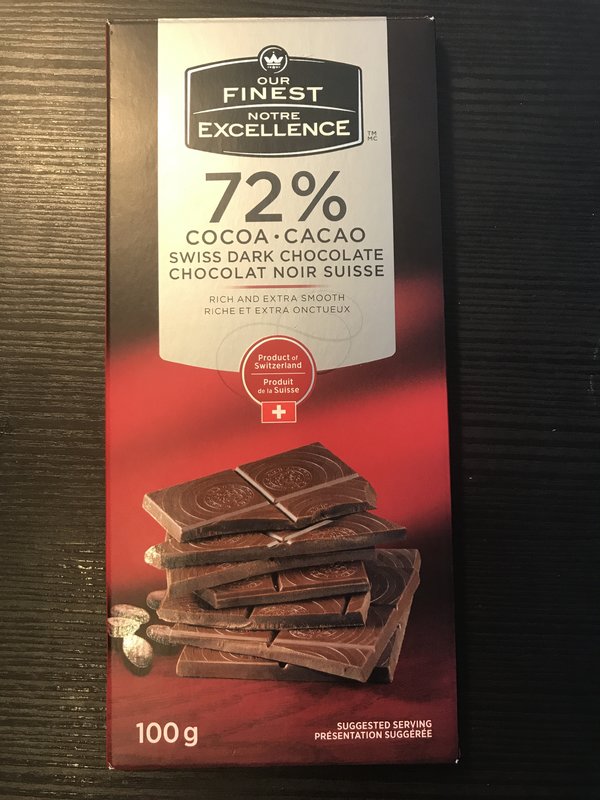 OUR
FINEST
NOTRE
EXCELLENCE
TM
MC
72%
COCOA • CACAO
SWISS DARK CHOCOLATE
CHOCOLAT NOIR SUISSE
RICH AND EXTRA SMOOTH
RICHE ET EXTRA ONCTUEUX
Product of
Switzerland
Produit
de la Suisse
100 g
SUGGESTED SERVING
PRÉSENTATION SUGGÉRÉE